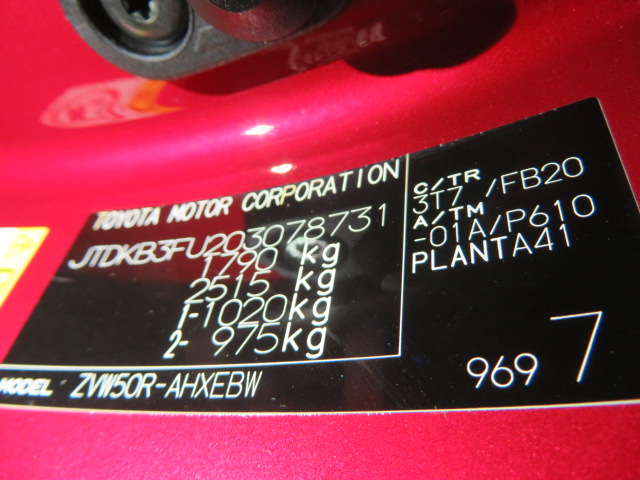 TOYOTA MOTOR CORPORATION
JTDKB3FU203078731
1790 kg
2515 kg
1-1020kg
2- 975kg
C/TR
3T7 /FB20
A/TM
-01A/P610
PLANTA41
MODEL ZVW50R-AHXEBW
969 7